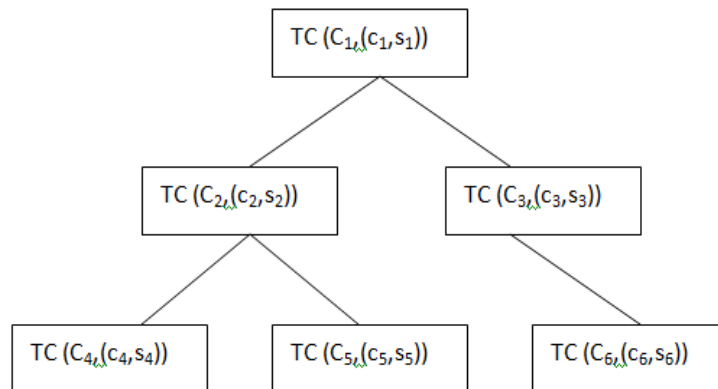 TC (C₁,(c₁,s₁))
TC (C₂,(c₂,s₂))
TC (C₃,(c₃,s₃))
TC (C₄,(c₄,s₄))
TC (C₅,(c₅,s₅))
TC (C₆,(c₆,s₆))